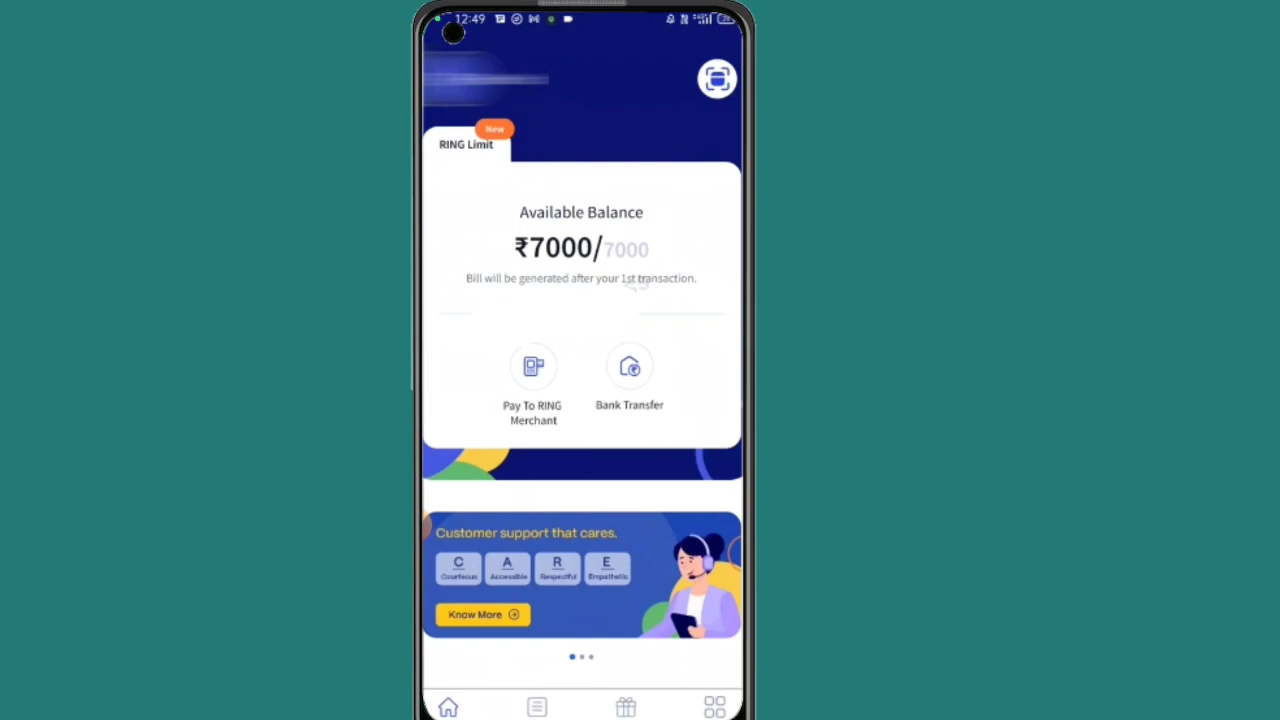 12:49
New
RING Limit
Available Balance
₹7000/7000
Bill will be generated after your 1st transaction.
Pay To RING
Merchant
Bank Transfer
Customer support that cares.
C A R E
Courteous Accessible Respectful Empathetic
Know More